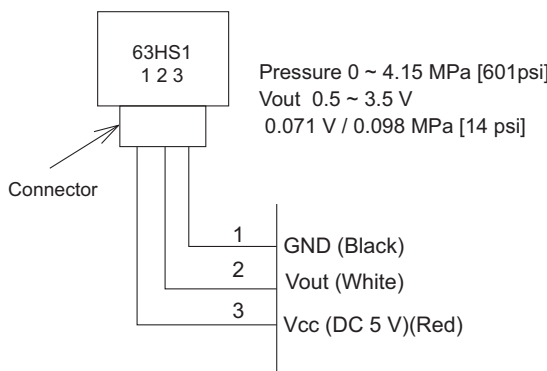 63HS1
1 2 3
Pressure 0 ~ 4.15 MPa [601psi]
Vout 0.5 ~ 3.5 V
0.071 V / 0.098 MPa [14 psi]
Connector
1
GND (Black)
2
Vout (White)
3
Vcc (DC 5 V)(Red)